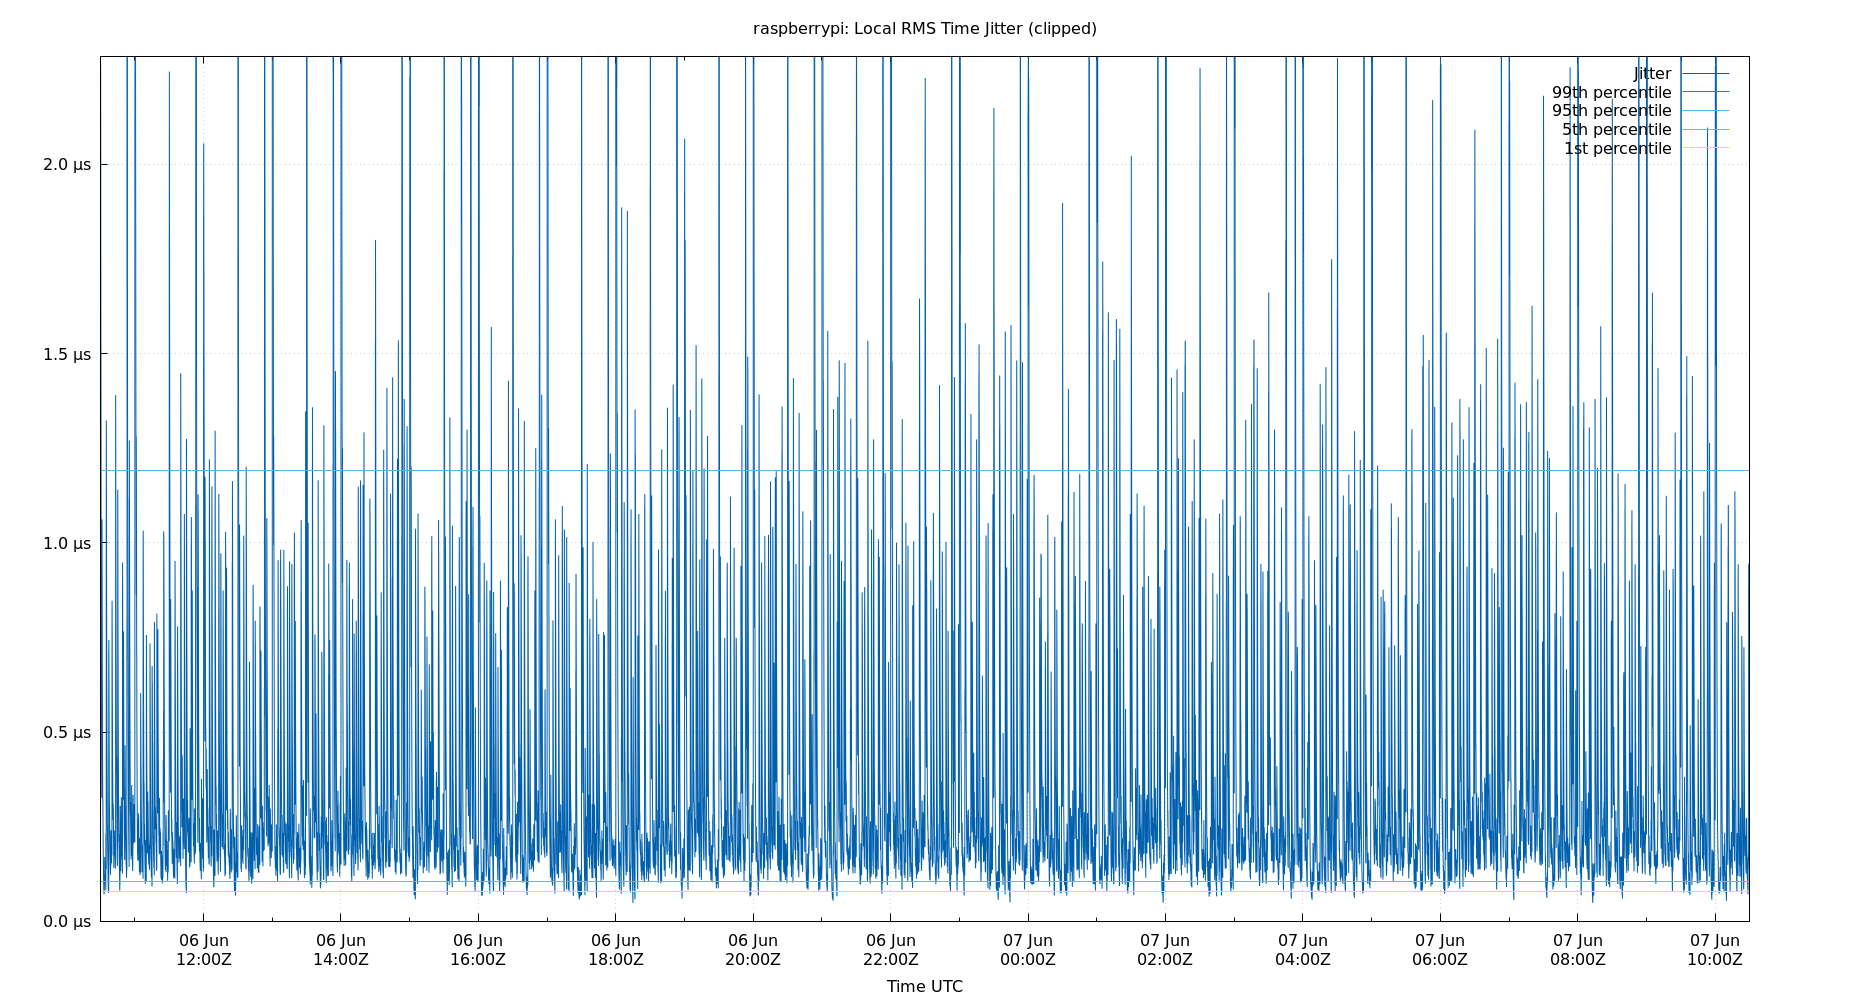 raspberrypi: Local RMS Time Jitter (clipped)
Jitter
99th percentile
95th percentile
5th percentile
1st percentile
2.0 µs
1.5 µs
1.0 µs
0.5 µs
0.0 µs
06 Jun 06 Jun 06 Jun 06 Jun 06 Jun 06 Jun 07 Jun 07 Jun 07 Jun 07 Jun 07 Jun 07 Jun
12:00Z 14:00Z 16:00Z 18:00Z 20:00Z 22:00Z 00:00Z 02:00Z 04:00Z 06:00Z 08:00Z 10:00Z
Time UTC